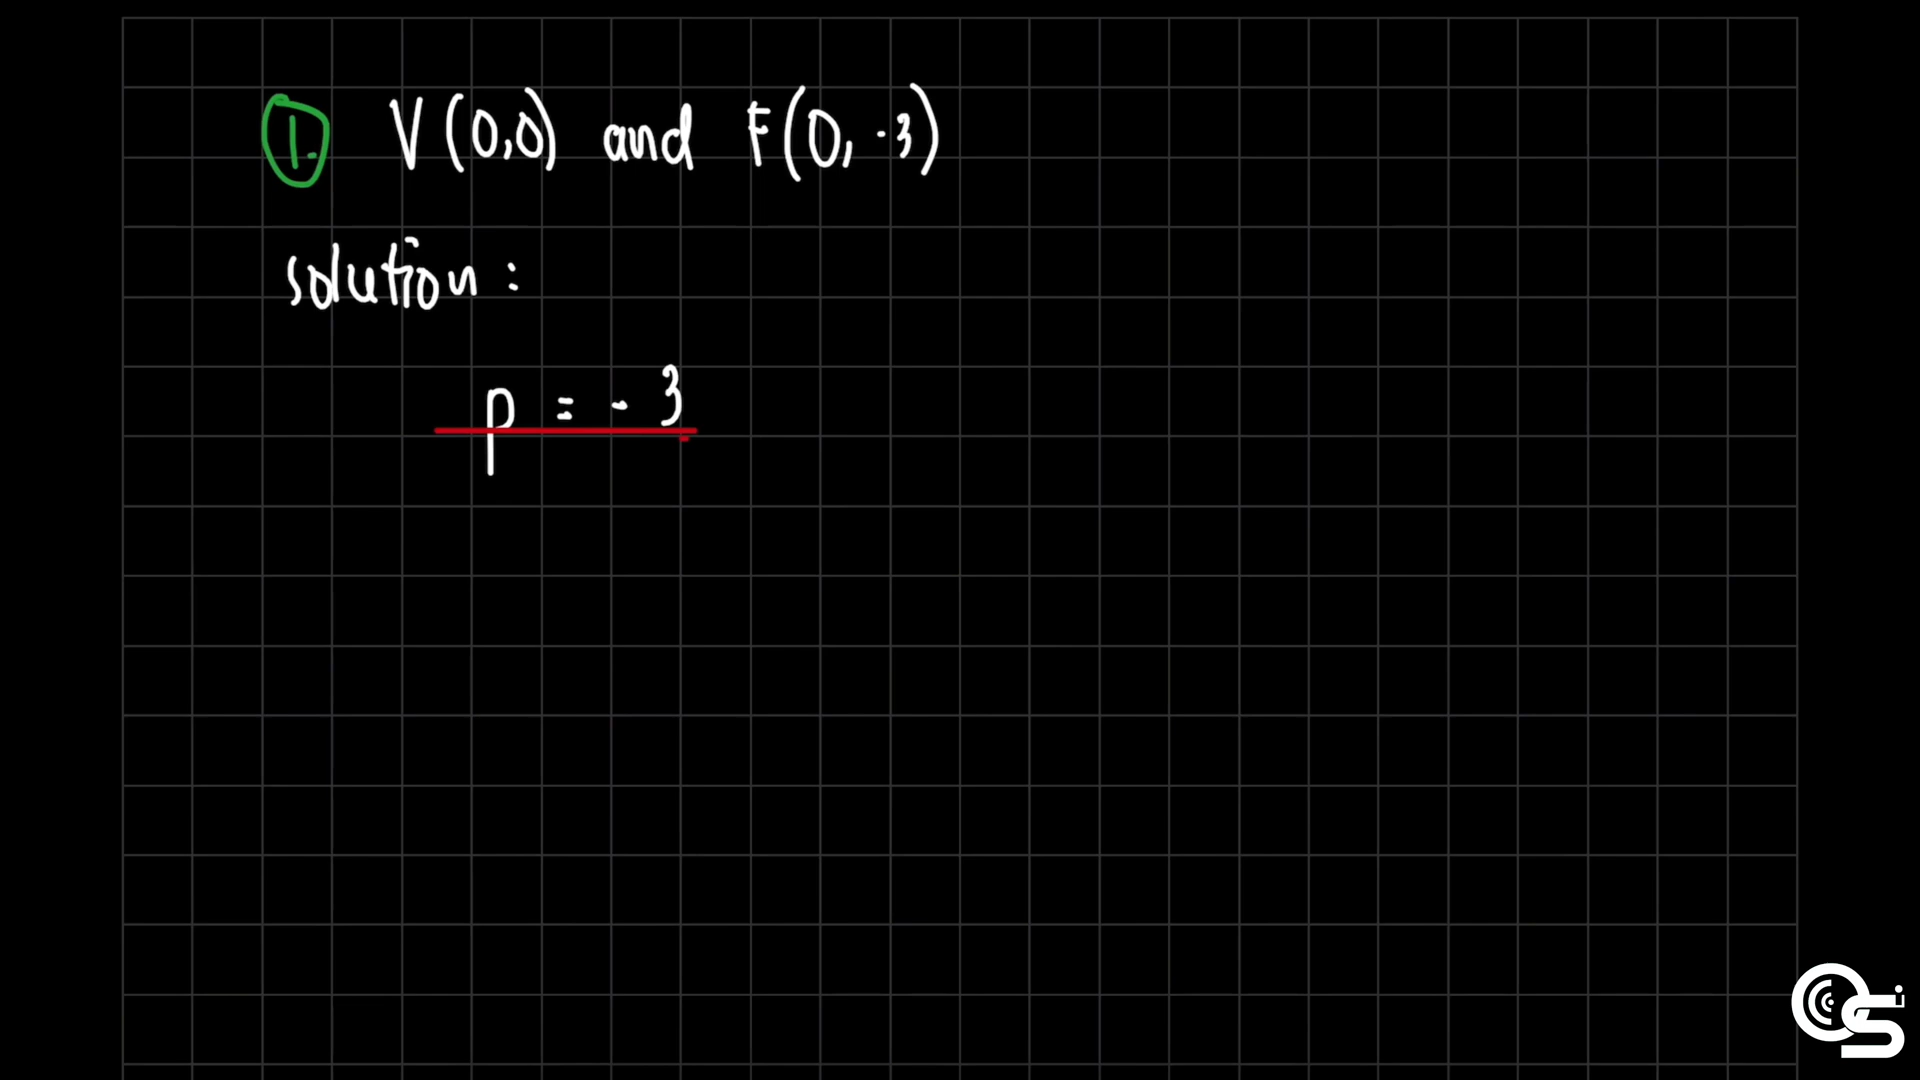 1. V(0,0) and F(0,-3)
solution:
p = - 3